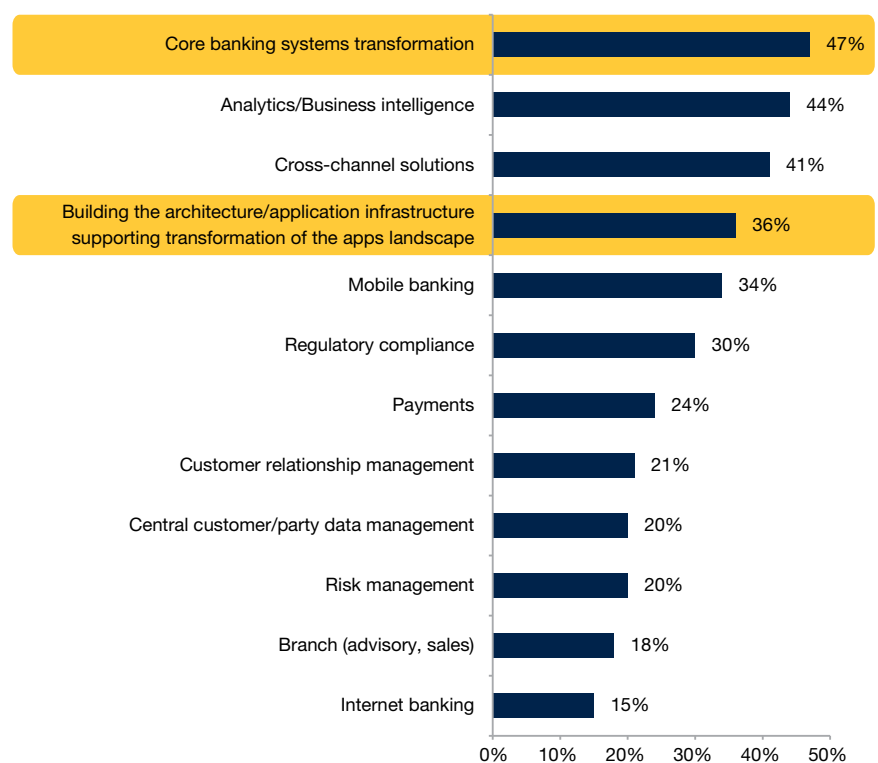 Core banking systems transformation 47%
Analytics/Business intelligence 44%
Cross-channel solutions 41%
Building the architecture/application infrastructure
supporting transformation of the apps landscape 36%
Mobile banking 34%
Regulatory compliance 30%
Payments 24%
Customer relationship management 21%
Central customer/party data management 20%
Risk management 20%
Branch (advisory, sales) 18%
Internet banking 15%
0% 10% 20% 30% 40% 50%